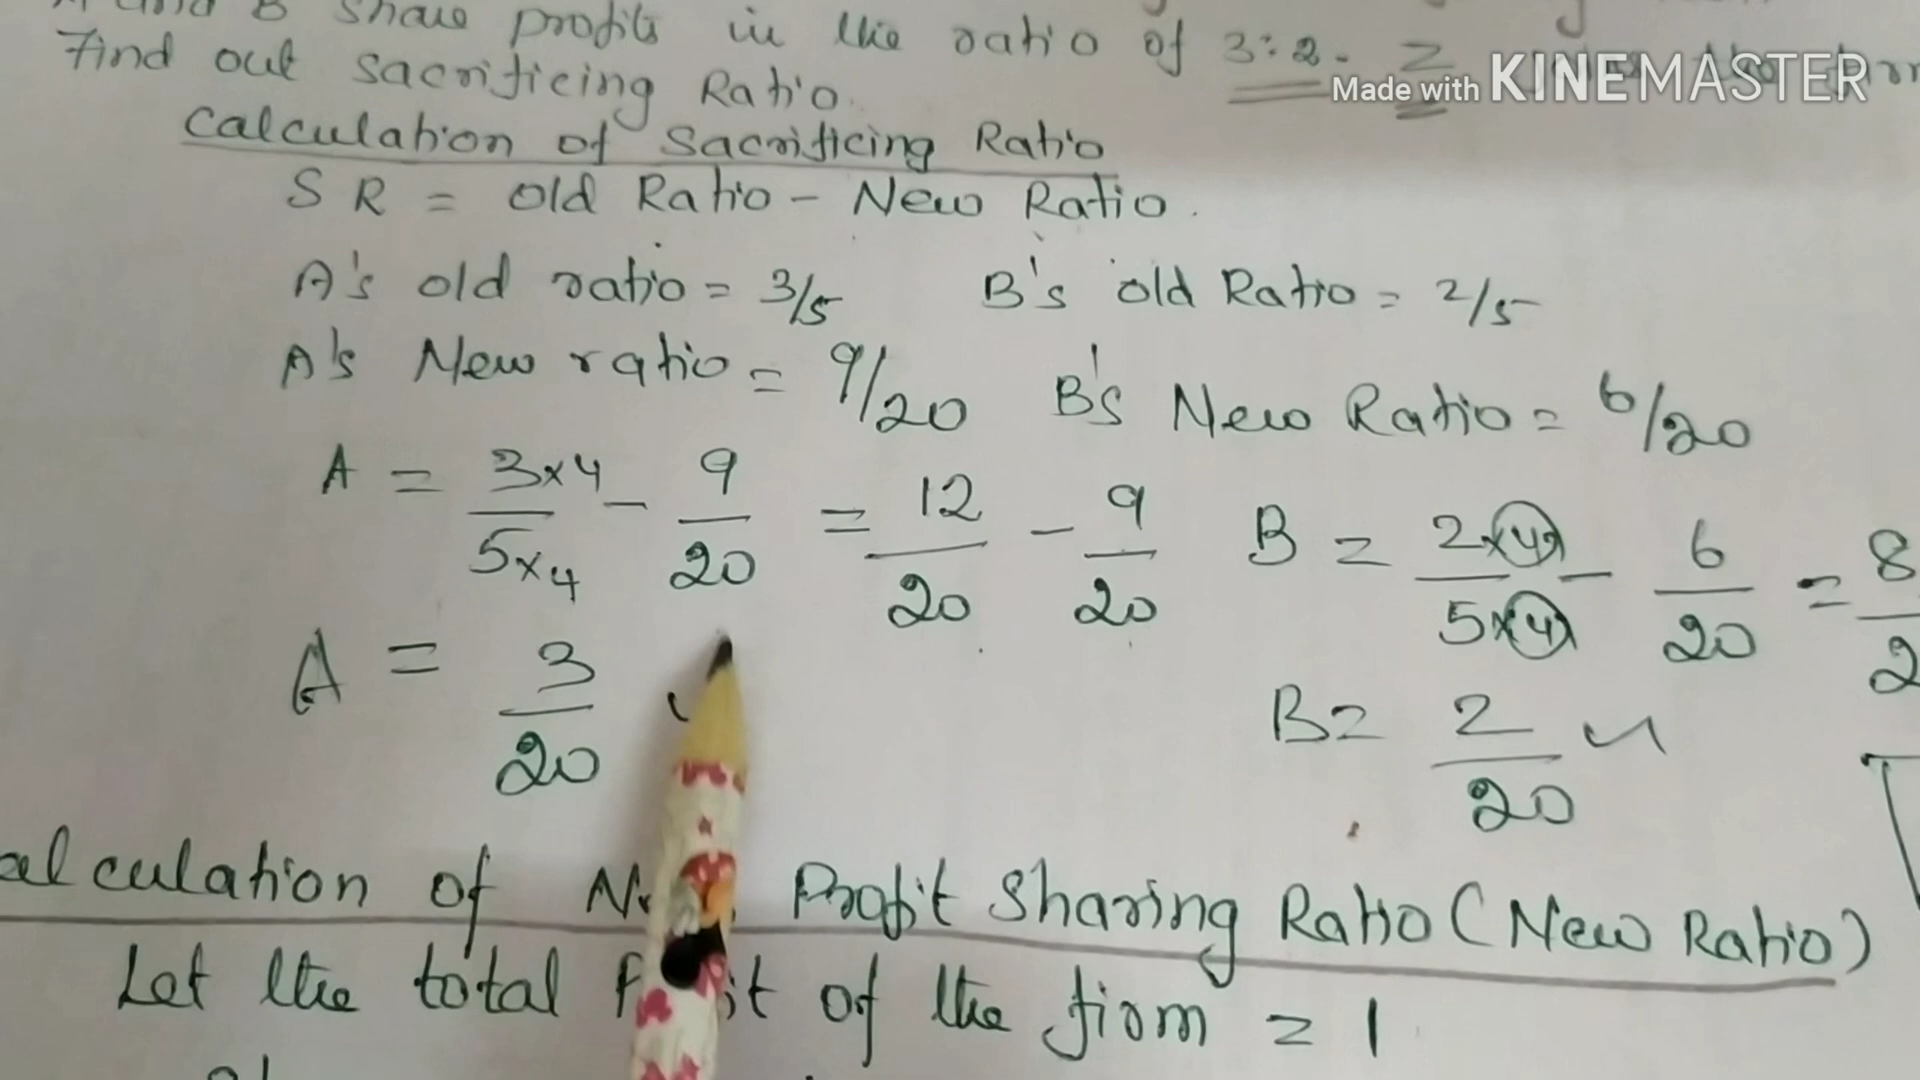 B share profits in the ratio of 3:2. Z
Find out sacrificing Ratio.
Made with KINEMASTER
Calculation of Sacrificing Ratio
SR = Old Ratio - New Ratio.
A's old ratio = 3/5 B's old Ratio = 2/5
A's New ratio = 9/20 B's New Ratio = 6/20
A = 3x4/5x4 - 9/20 = 12/20 - 9/20 B = 2x4/5x4 - 6/20 = 8
A = 3/20 B = 2/20
alculation of Profit Sharing Ratio (New Ratio)
Let the total of the firm = 1